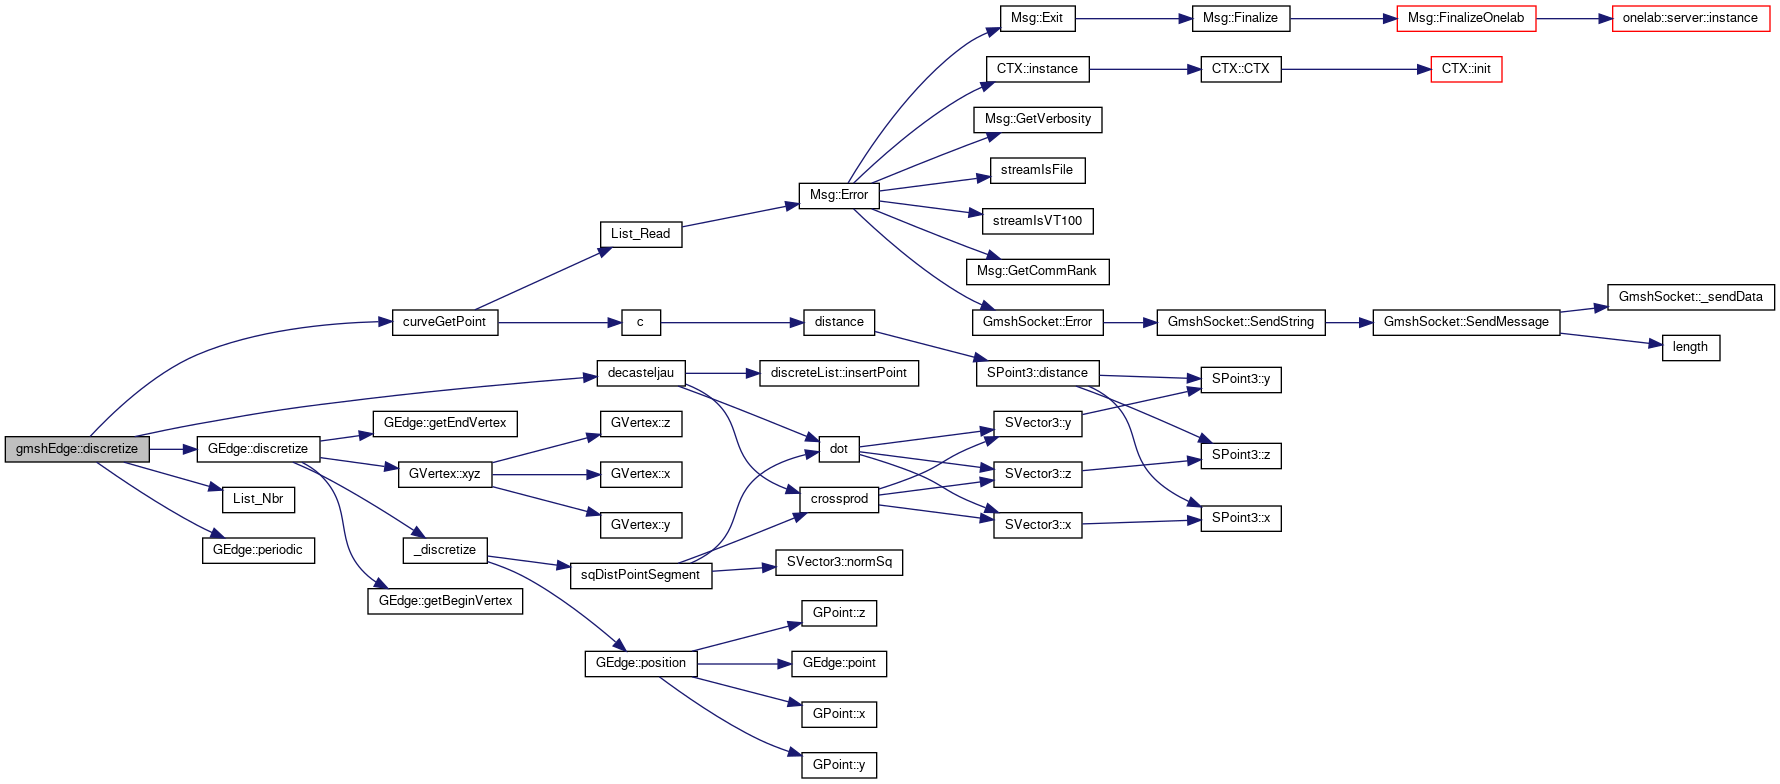 Msg::Exit
Msg::Finalize
Msg::FinalizeOnelab
onelab::server::instance
CTX::instance
CTX::CTX
CTX::init
Msg::GetVerbosity
streamIsFile
Msg::Error
streamIsVT100
List_Read
Msg::GetCommRank
GmshSocket::_sendData
curveGetPoint
c
distance
GmshSocket::Error
GmshSocket::SendString
GmshSocket::SendMessage
length
decasteljau
discreteList::insertPoint
SPoint3::distance
SPoint3::y
GEdge::getEndVertex
GVertex::z
SVector3::y
gmshEdge::discretize
GEdge::discretize
dot
SPoint3::z
GVertex::xyz
GVertex::x
SVector3::z
List_Nbr
crossprod
GVertex::y
SVector3::x
SPoint3::x
GEdge::periodic
_discretize
sqDistPointSegment
SVector3::normSq
GEdge::getBeginVertex
GPoint::z
GEdge::position
GEdge::point
GPoint::x
GPoint::y